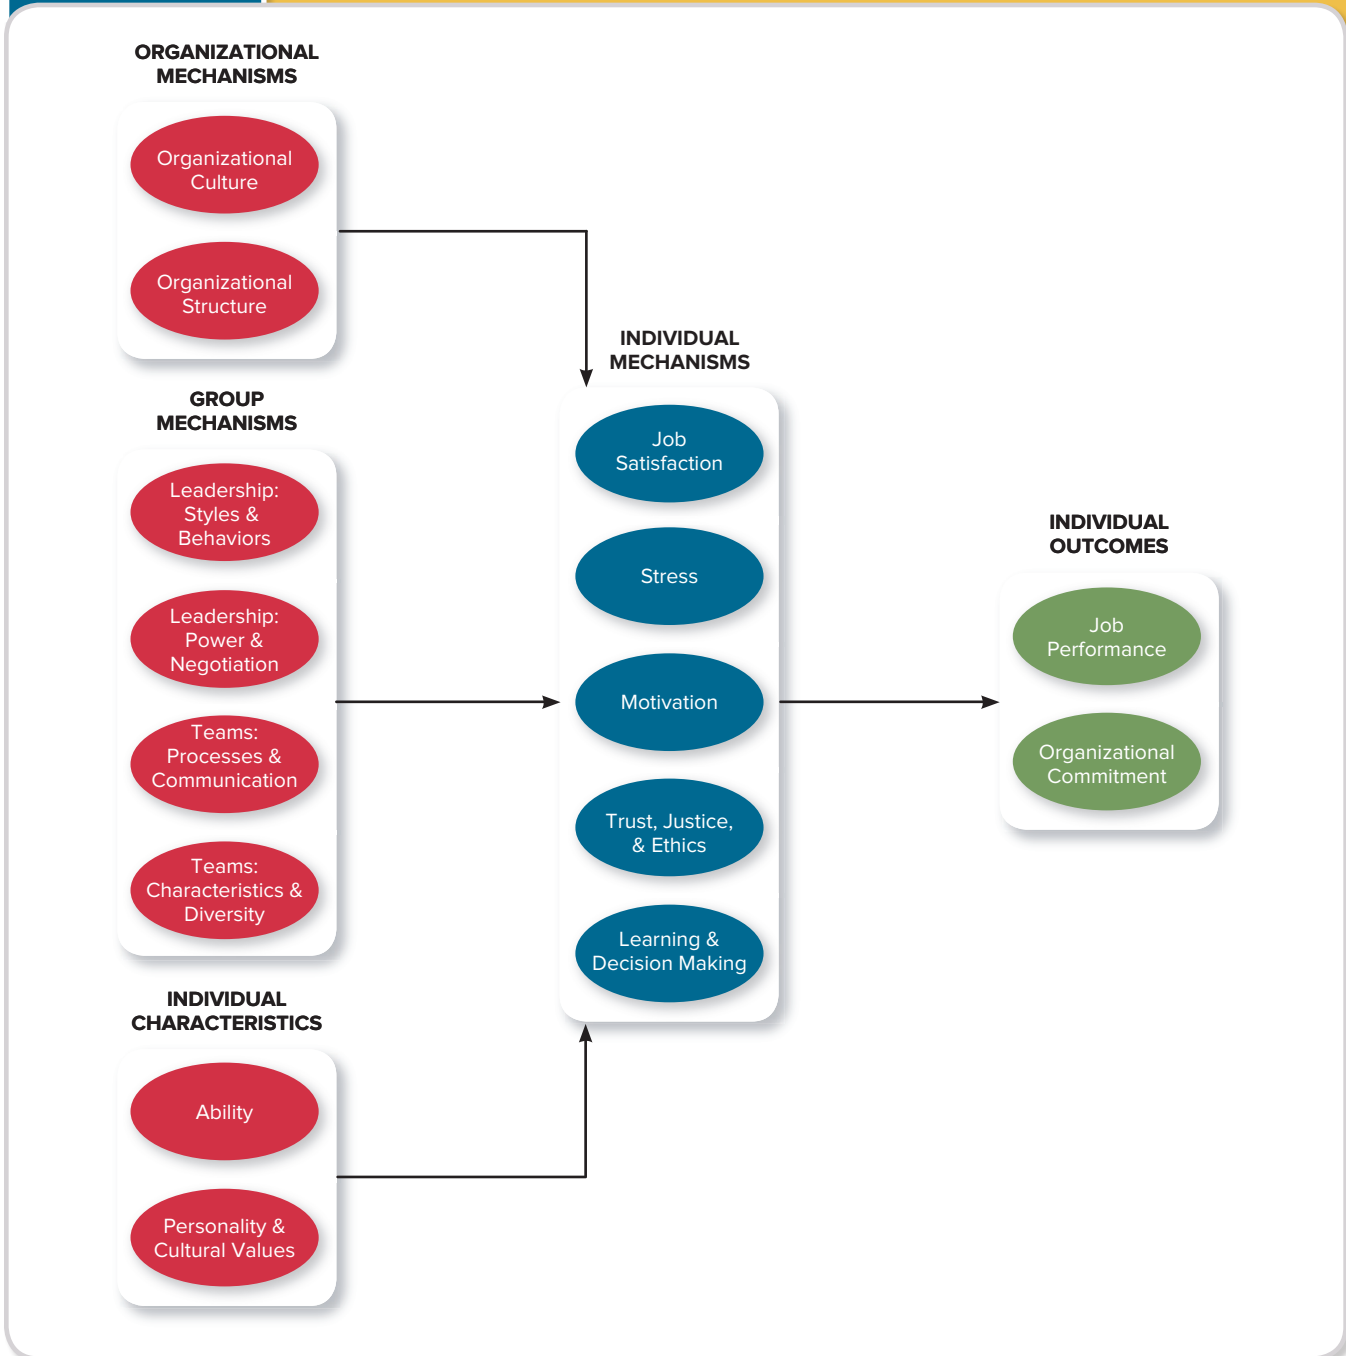 ORGANIZATIONAL
MECHANISMS
Organizational
Culture
Organizational
Structure
GROUP
MECHANISMS
Leadership:
Styles &
Behaviors
Leadership:
Power &
Negotiation
Teams:
Processes &
Communication
Teams:
Characteristics &
Diversity
INDIVIDUAL
CHARACTERISTICS
Ability
Personality &
Cultural Values
INDIVIDUAL
MECHANISMS
Job
Satisfaction
Stress
Motivation
Trust, Justice,
& Ethics
Learning &
Decision Making
INDIVIDUAL
OUTCOMES
Job
Performance
Organizational
Commitment